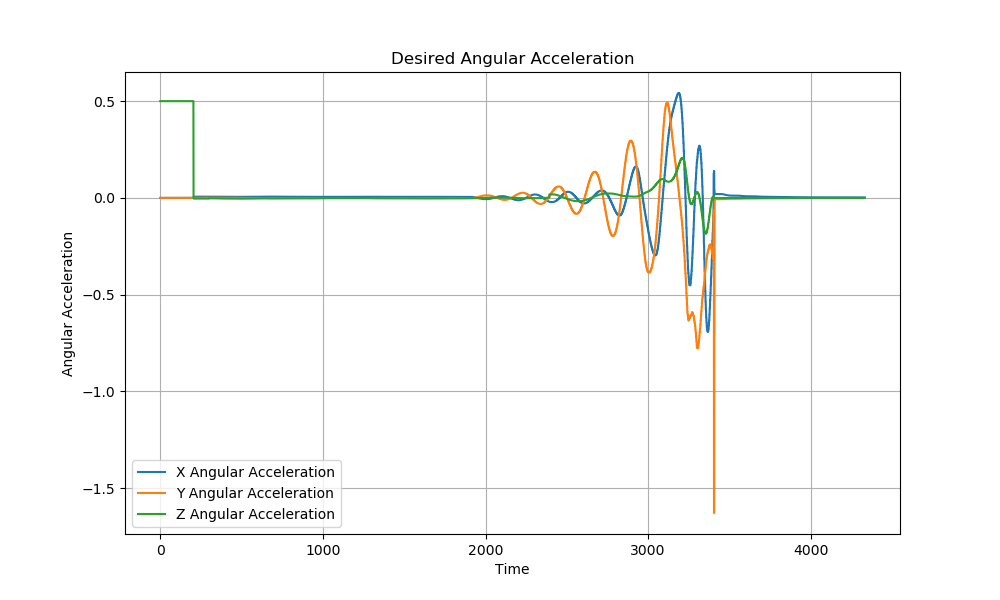 Desired Angular Acceleration
0.5
0.0
−0.5
−1.0
−1.5
Angular Acceleration
X Angular Acceleration
Y Angular Acceleration
Z Angular Acceleration
0 1000 2000 3000 4000
Time